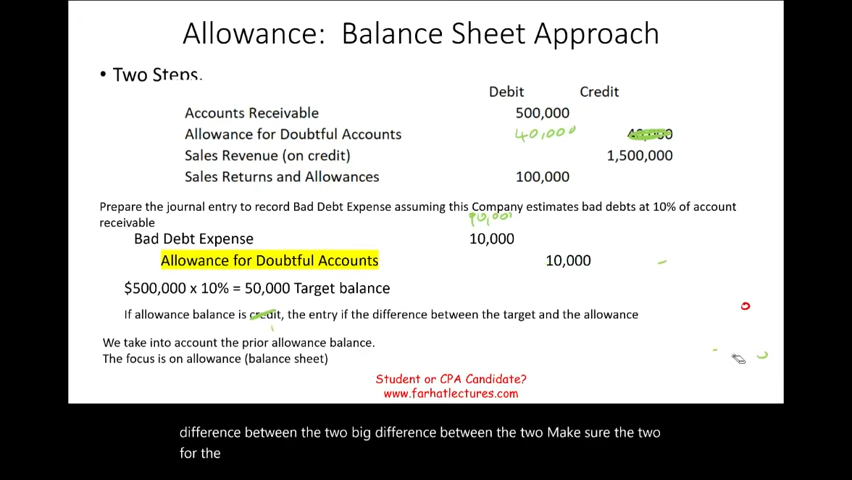 Allowance: Balance Sheet Approach
• Two Steps.
Debit Credit
Accounts Receivable 500,000
Allowance for Doubtful Accounts 40,000 40,000
Sales Revenue (on credit) 1,500,000
Sales Returns and Allowances 100,000
Prepare the journal entry to record Bad Debt Expense assuming this Company estimates bad debts at 10% of account
receivable
90,000
Bad Debt Expense 10,000
Allowance for Doubtful Accounts 10,000
$500,000 x 10% = 50,000 Target balance
If allowance balance is credit, the entry if the difference between the target and the allowance
We take into account the prior allowance balance.
The focus is on allowance (balance sheet)
Student or CPA Candidate?
www.farhatlectures.com
difference between the two big difference between the two Make sure the two
for the